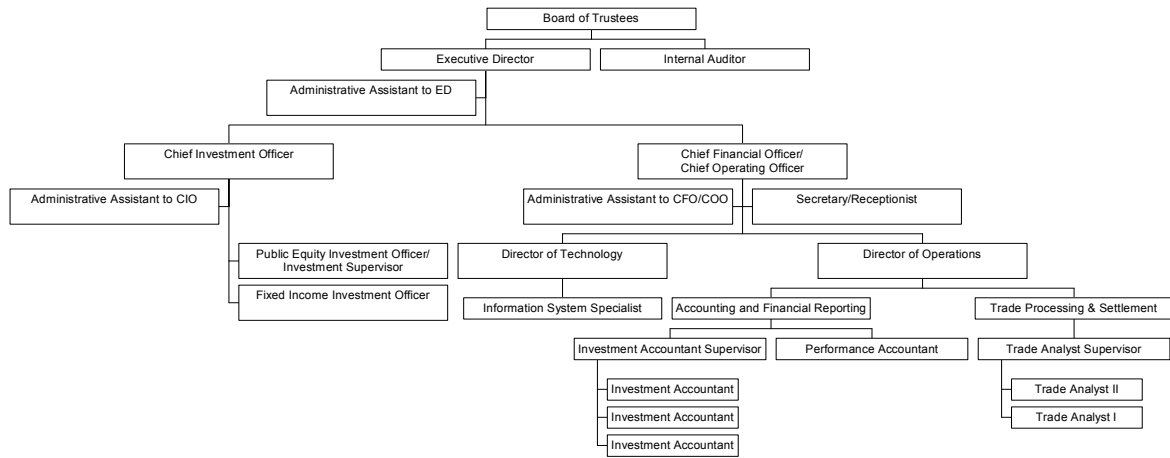 Board of Trustees
Executive Director
Internal Auditor
Administrative Assistant to ED
Chief Investment Officer
Chief Financial Officer/
Chief Operating Officer
Administrative Assistant to CIO
Administrative Assistant to CFO/COO
Secretary/Receptionist
Public Equity Investment Officer/
Investment Supervisor
Director of Technology
Director of Operations
Fixed Income Investment Officer
Information System Specialist
Accounting and Financial Reporting
Trade Processing & Settlement
Investment Accountant Supervisor
Performance Accountant
Trade Analyst Supervisor
Investment Accountant
Trade Analyst II
Investment Accountant
Trade Analyst I
Investment Accountant